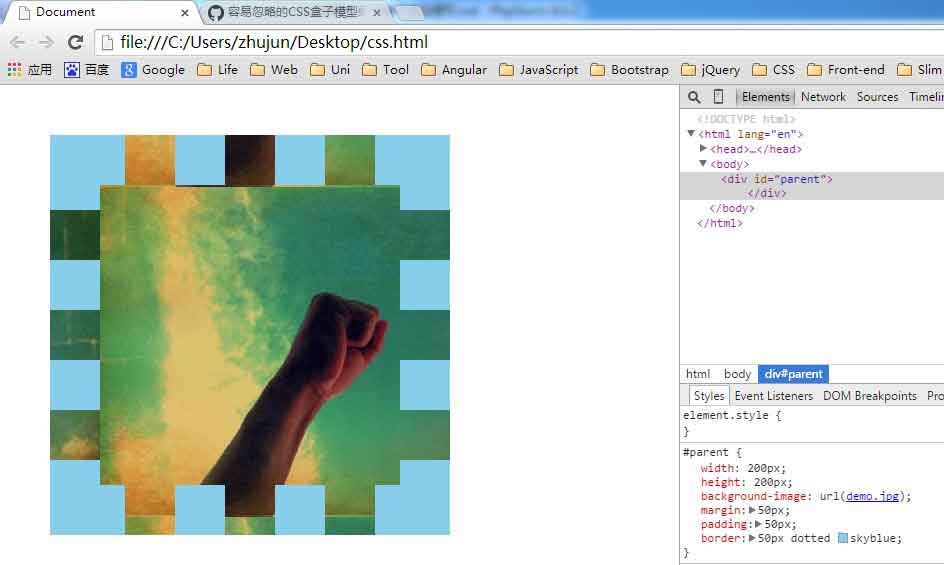 Document
容易忽略的CSS盒子模型
file:///C:/Users/zhujun/Desktop/css.html
应用
百度
Google
Life
Web
Uni
Tool
Angular
JavaScript
Bootstrap
jQuery
CSS
Front-end
Slim
Elements Network Sources Timelin
<!DOCTYPE html>
▼<html lang="en">
▶<head>…</head>
▼<body>
<div id="parent">
</div>
</body>
</html>
html body div#parent
Styles Event Listeners DOM Breakpoints Pro
element.style {
}
#parent {
width: 200px;
height: 200px;
background-image: url(demo.jpg);
margin:▶50px;
padding:▶50px;
border:▶50px dotted skyblue;
}